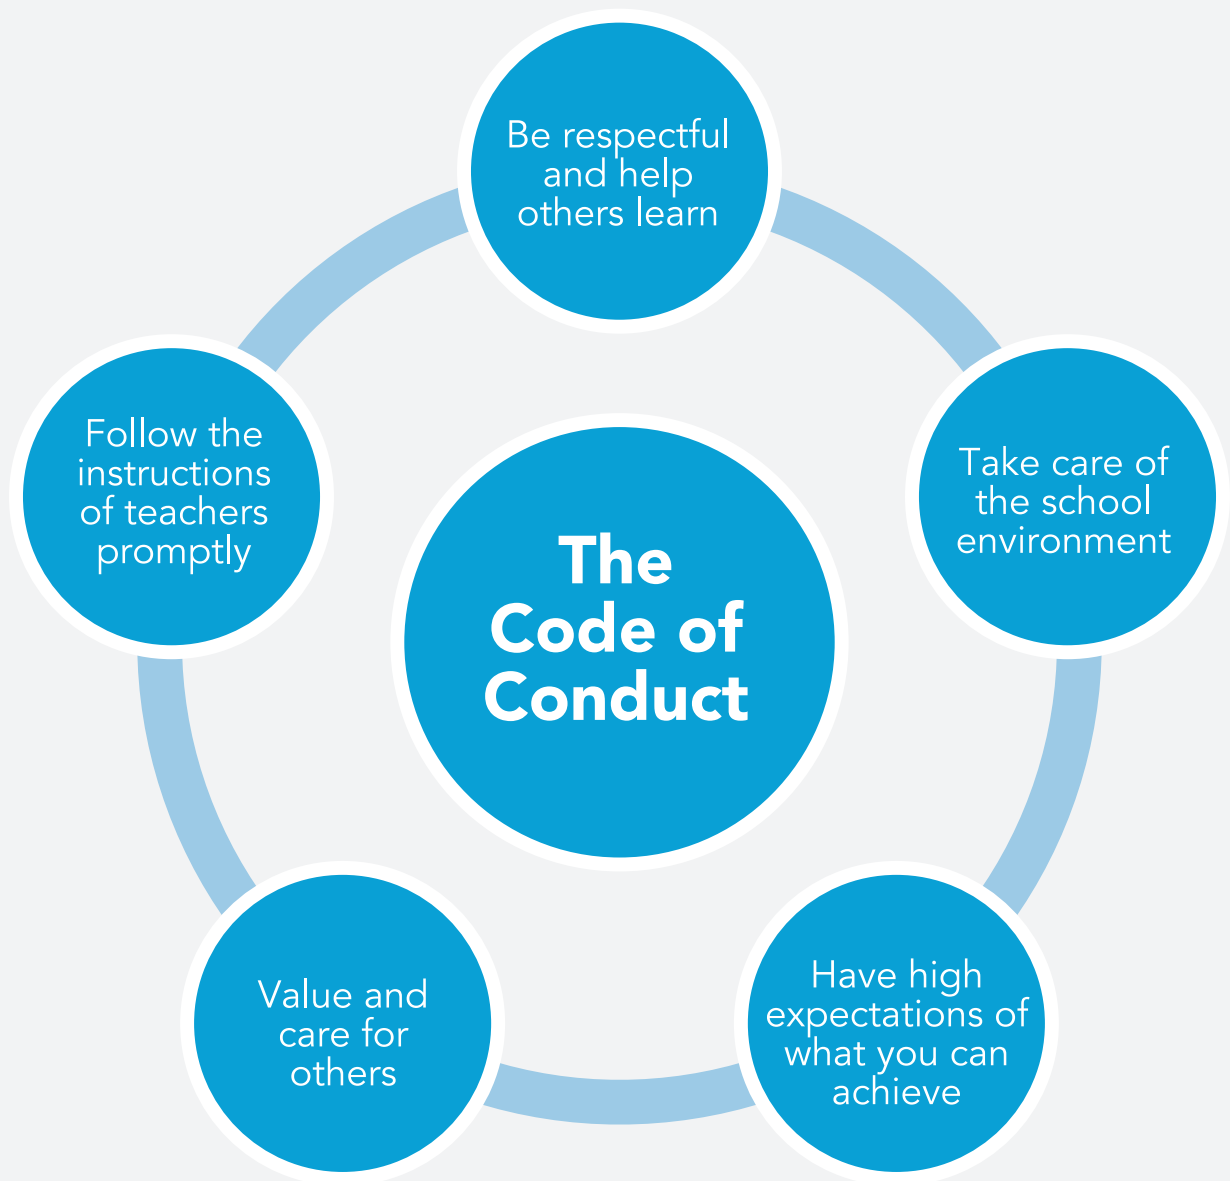 Be respectful
and help
others learn
Follow the
instructions
of teachers
promptly
Take care of
the school
environment
The
Code of
Conduct
Value and
care for
others
Have high
expectations of
what you can
achieve